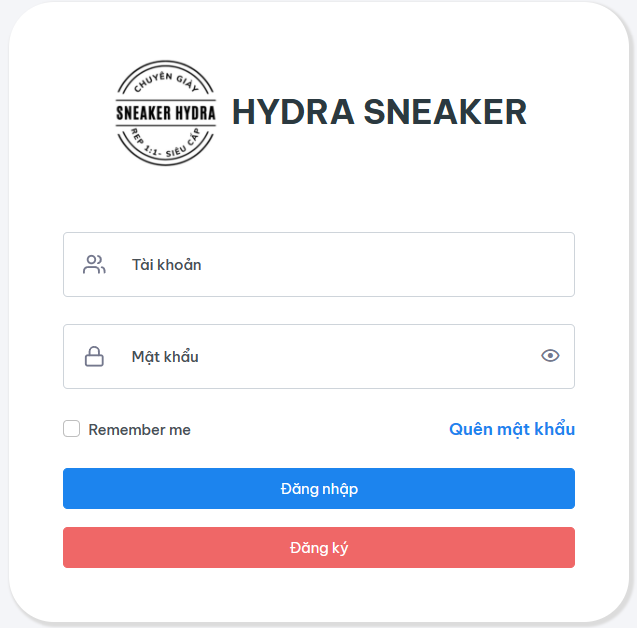 CHUYÊN GIÀY
SNEAKER HYDRA
REP 1:1- SIÊU CẤP
HYDRA SNEAKER
Tài khoản
Mật khẩu
Remember me
Quên mật khẩu
Đăng nhập
Đăng ký